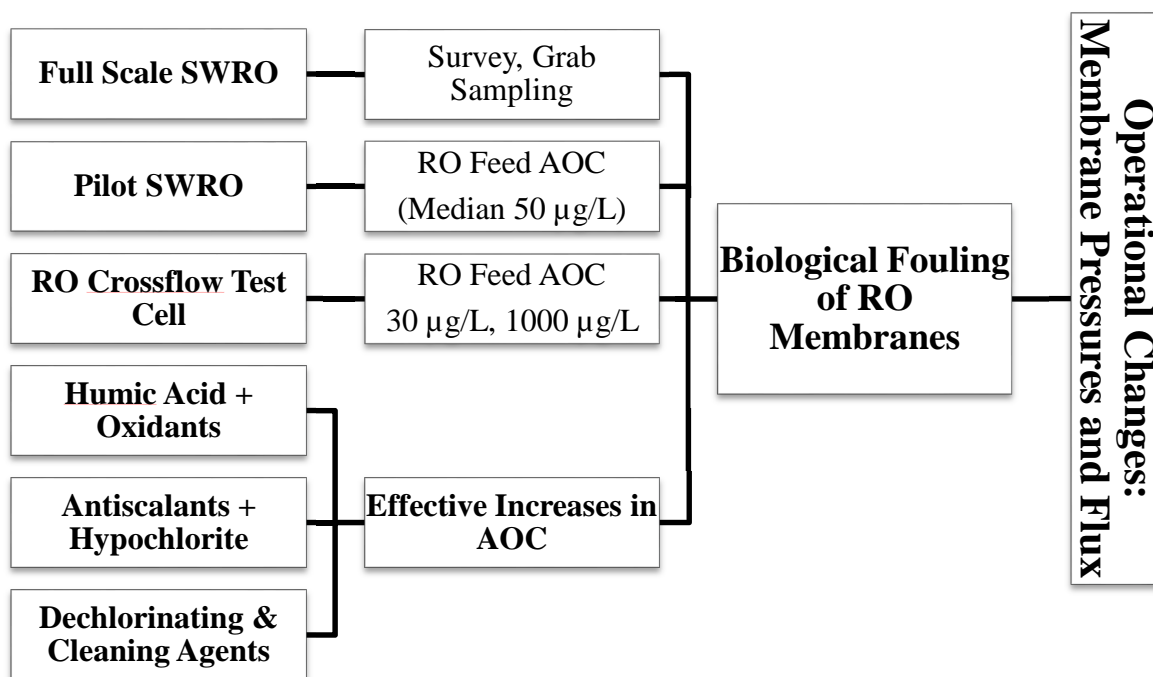 Full Scale SWRO
Survey, Grab
Sampling
Pilot SWRO
RO Feed AOC
(Median 50 µg/L)
RO Crossflow Test
Cell
RO Feed AOC
30 µg/L, 1000 µg/L
Humic Acid +
Oxidants
Antiscalants +
Hypochlorite
Dechlorinating &
Cleaning Agents
Effective Increases in
AOC
Biological Fouling
of RO
Membranes
Operational Changes:
Membrane Pressures and Flux